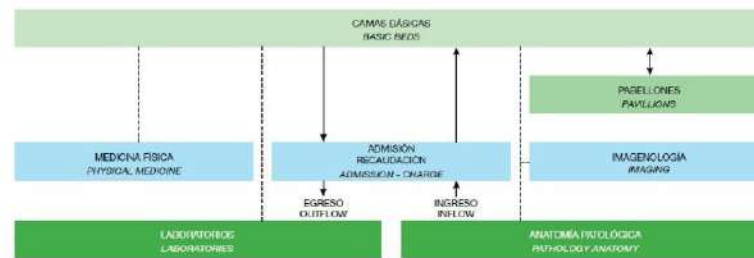 CAMAS BÁSICAS
BASIC BEDS
PABELLONES
PAVILLIONS
MEDICINA FÍSICA
PHYSICAL MEDICINE
ADMISIÓN
RECAUDACIÓN
ADMISSION - CHARGE
IMAGENOLOGÍA
IMAGING
EGRESO
OUTFLOW
INGRESO
INFLOW
LABORATORIOS
LABORATORIES
ANATOMÍA PATOLÓGICA
PATHOLOGY ANATOMY